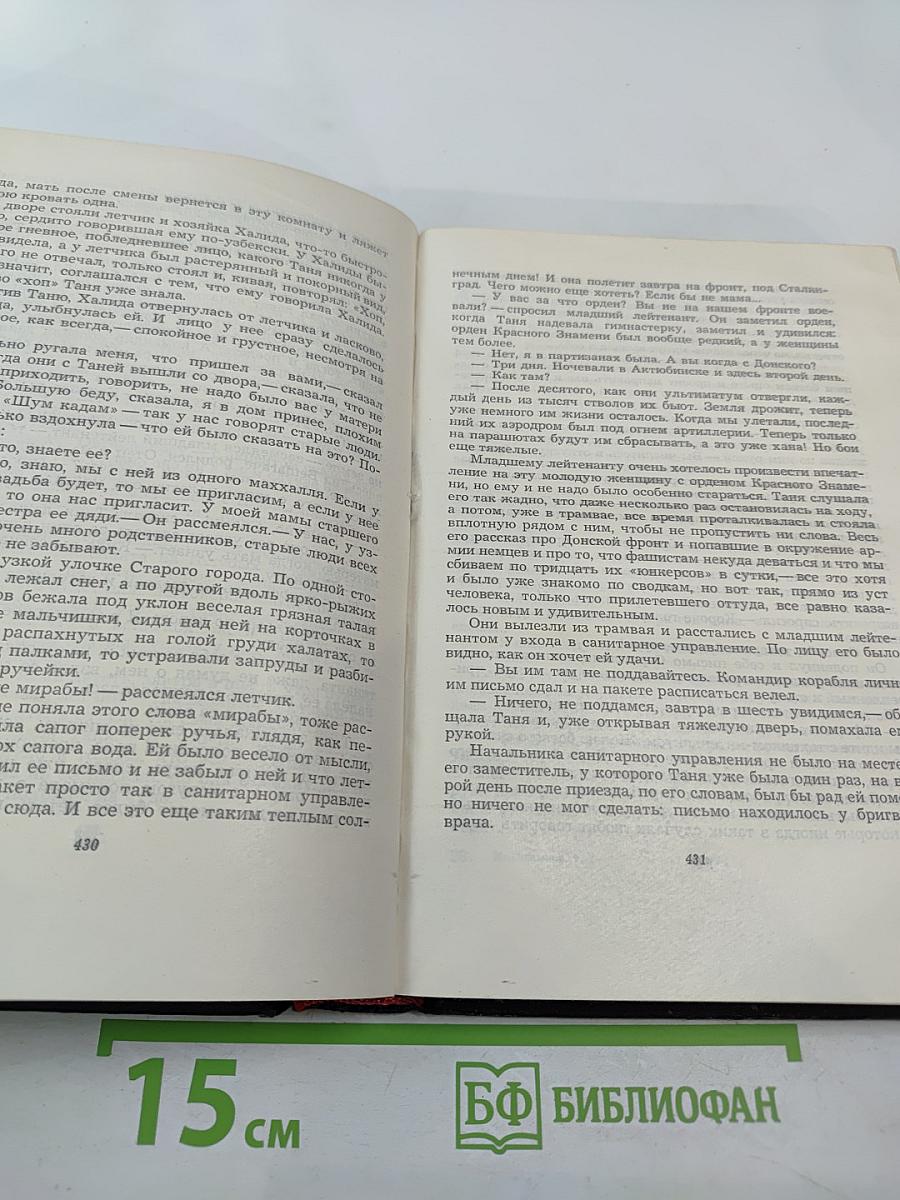 да, мать после смены вернется в эту комнату и ляжет
ою кровать одна.
дворе стояли летчик и хозяйка Халида, что-то быстро-
о, сердито говорившая ему по-узбекски. У Халиды бы-
ое гневное, побледневшее лицо, какого Таня никогда у
видела, а у летчика был растерянный и покорный вид,
го не отвечал, только стоял и, кивая, повторял: «Хоп,
значит, соглашался с тем, что ему говорила Халида.
во «хоп» Таня уже знала.
тив Таню, Халида отвернулась от летчика и ласково,
да, улыбнулась ей. И лицо у нее сразу сделалось
ое, как всегда,— спокойное и грустное, несмотря на
ьно ругала меня, что пришел за вами,— сказал
гда они с Таней вышли со двора,— сказала, что не
приходить, говорить, не надо было вас у матери
Большую беду, сказала, я в дом принес, плохим
«Шум кадам» — так у нас говорят старые люди.
ько вздохнула — что ей было сказать на это? По-
:
то, знаете ее?
о, знаю, мы с ней из одного маххалля. Если у
вадьба будет, то мы ее пригласим, а если у нее
то она нас пригласит. У моей мамы старшего
естра ее дяди.— Он рассмеялся.— У нас, у уз-
очень много родственников, старые люди всех
не забывают.
узкой улочке Старого города. По одной сто-
лежал снег, а по другой вдоль ярко-рыжих
ов бежала под уклон веселая грязная талая
е мальчишки, сидя над ней на корточках в
распахнутых на голой груди халатах, то
палками, то устраивали запруды и разби-
ручейки.
е мирабы! — рассмеялся летчик.
не поняла этого слова «мирабы», тоже рас-
ила сапог поперек ручья, глядя, как пе-
рх сапога вода. Ей было весело от мысли,
ил ее письмо и не забыл о ней и что лет-
акет просто так в санитарном управле-
сюда. И все это еще таким теплым сол-
430
нечным днем! И она полетит завтра на фронт, под Сталин-
град. Чего можно еще хотеть? Если бы не мама...
— У вас за что орден? Вы не на нашем фронте вое-
вали? — спросил младший лейтенант. Он заметил орден,
когда Таня надевала гимнастерку, заметил и удивился:
орден Красного Знамени был вообще редкий, а у женщины
тем более.
— Нет, я в партизанах была. А вы когда с Донского?
— Три дня. Ночевали в Актюбинске и здесь второй день.
— Как там?
— После десятого, как они ультиматум отвергли, каж-
дый день из тысяч стволов их бьют. Земля дрожит, теперь
уже немного им жизни осталось. Когда мы улетали, послед-
ний их аэродром был под огнем артиллерии. Теперь только
на парашютах будут им сбрасывать, а это уже хана! Но бои
еще тяжелые.
Младшему лейтенанту очень хотелось произвести впечат-
ление на эту молодую женщину с орденом Красного Знаме-
ни, но ему и не надо было особенно стараться. Таня слушала
его так жадно, что даже несколько раз остановилась на ходу,
а потом, уже в трамвае, все время проталкивалась и стояла
вплотную рядом с ним, чтобы не пропустить ни слова. Весь
его рассказ про Донской фронт и попавшие в окружение ар-
мии немцев и про то, что фашистам некуда деваться и что мы
сбиваем по тридцать их «юнкерсов» в сутки,— все это хотя
и было уже знакомо по сводкам, но вот так, прямо из уст
человека, только что прилетевшего оттуда, все равно каза-
лось новым и удивительным.
Они вылезли из трамвая и расстались с младшим лейте-
нантом у входа в санитарное управление. По лицу его было
видно, как он хочет ей удачи.
— Вы им там не поддавайтесь. Командир корабля личн
им письмо сдал и на пакете расписаться велел.
— Ничего, не поддамся, завтра в шесть увидимся,— об
щала Таня и, уже открывая тяжелую дверь, помахала е
рукой.
Начальника санитарного управления не было на месте
его заместитель, у которого Таня уже была один раз, на в
рой день после приезда, по его словам, был бы рад ей пом
но ничего не мог сделать: письмо находилось у бригв
врача.
431
15 см
БФ БИБЛИОФАН